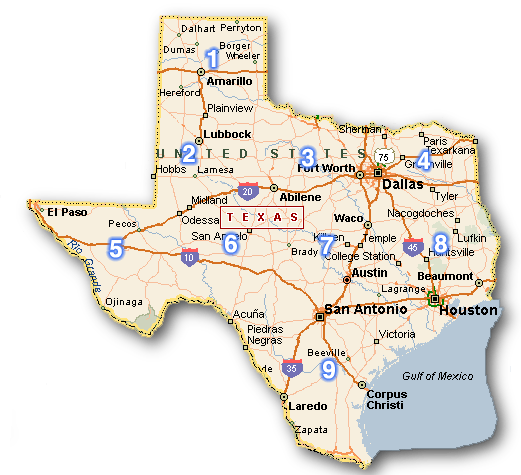 Dalhart Perryton
Dumas Borger
1 Wheeler
Amarillo
Hereford
Plainview
Lubbock
2
Sherman Paris
UNITED STATES
3 75 4 Texarkana
Greenville
Hobbs Lamesa
Fort Worth
Dallas
20
Tyler
Midland Abilene
El Paso
Odessa TEXAS
Nacogdoches
Pecos
Waco
San Angelo
Lufkin
5 6 Killeen 7 Temple 45 8
Rio Grande
10 Brady
College Station Huntsville
Austin Beaumont
Lagrange
Ojinaga
San Antonio Houston
Acuña
Piedras
Negras
Victoria
Beeville
35 9
Gulf of Mexico
Corpus
Christi
Laredo
Zapata